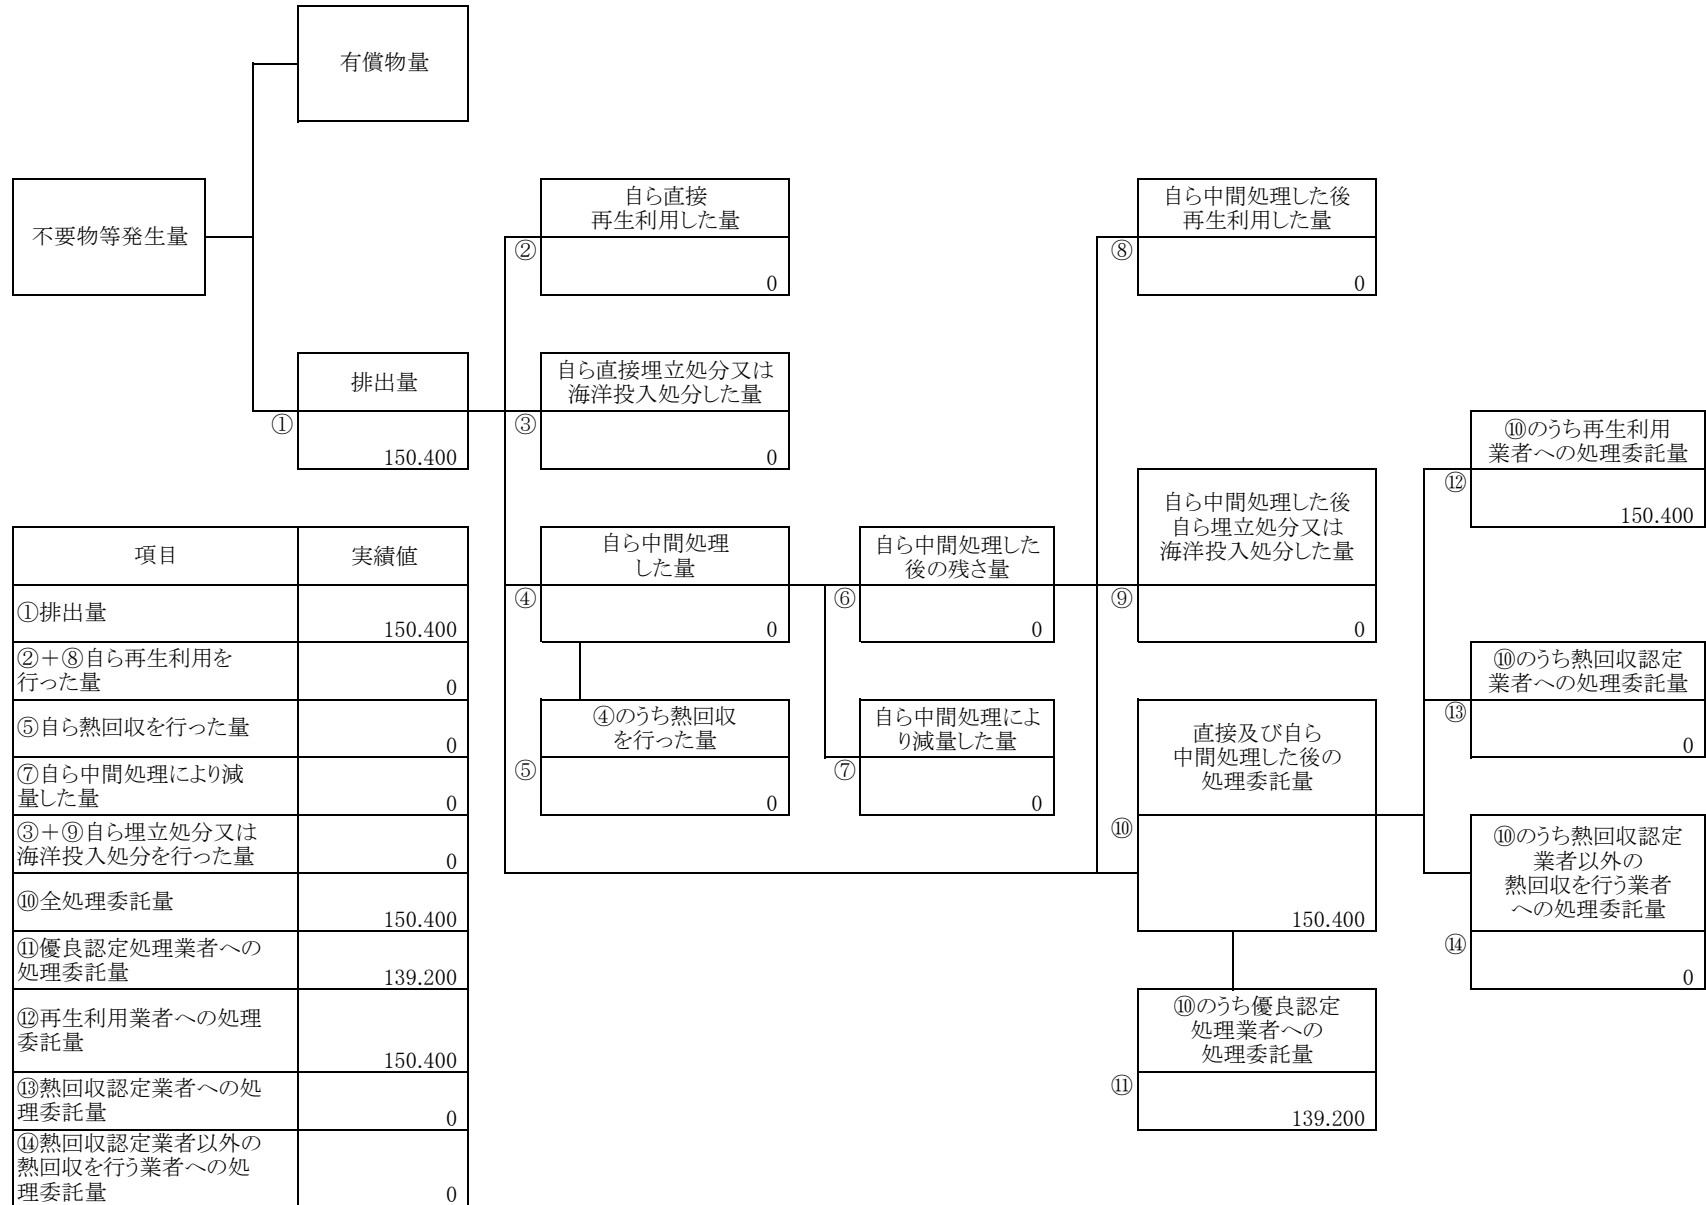 有償物量
不要物等発生量
自ら直接
再生利用した量
②
0
自ら中間処理した後
再生利用した量
⑧
0
排出量
①
150.400
自ら直接埋立処分又は
海洋投入処分した量
③
0
⑩のうち再生利用
業者への処理委託量
⑫
150.400
自ら中間処理
した量
④
0
自ら中間処理した
後の残さ量
⑥
0
自ら中間処理した後
自ら埋立処分又は
海洋投入処分した量
⑨
0
⑩のうち熱回収認定
業者への処理委託量
⑬
0
④のうち熱回収
を行った量
⑤
0
自ら中間処理によ
り減量した量
⑦
0
直接及び自ら
中間処理した後の
処理委託量
⑩
150.400
⑩のうち熱回収認定
業者以外の
熱回収を行う業者
への処理委託量
⑭
0
⑩のうち優良認定
処理業者への
処理委託量
⑪
139.200
項目
実績値
①排出量
150.400
②＋⑧自ら再生利用を
行った量
0
⑤自ら熱回収を行った量
0
⑦自ら中間処理により減
量した量
0
③＋⑨自ら埋立処分又は
海洋投入処分を行った量
0
⑩全処理委託量
150.400
⑪優良認定処理業者への
処理委託量
139.200
⑫再生利用業者への処理
委託量
150.400
⑬熱回収認定業者への処
理委託量
0
⑭熱回収認定業者以外の
熱回収を行う業者への処
理委託量
0